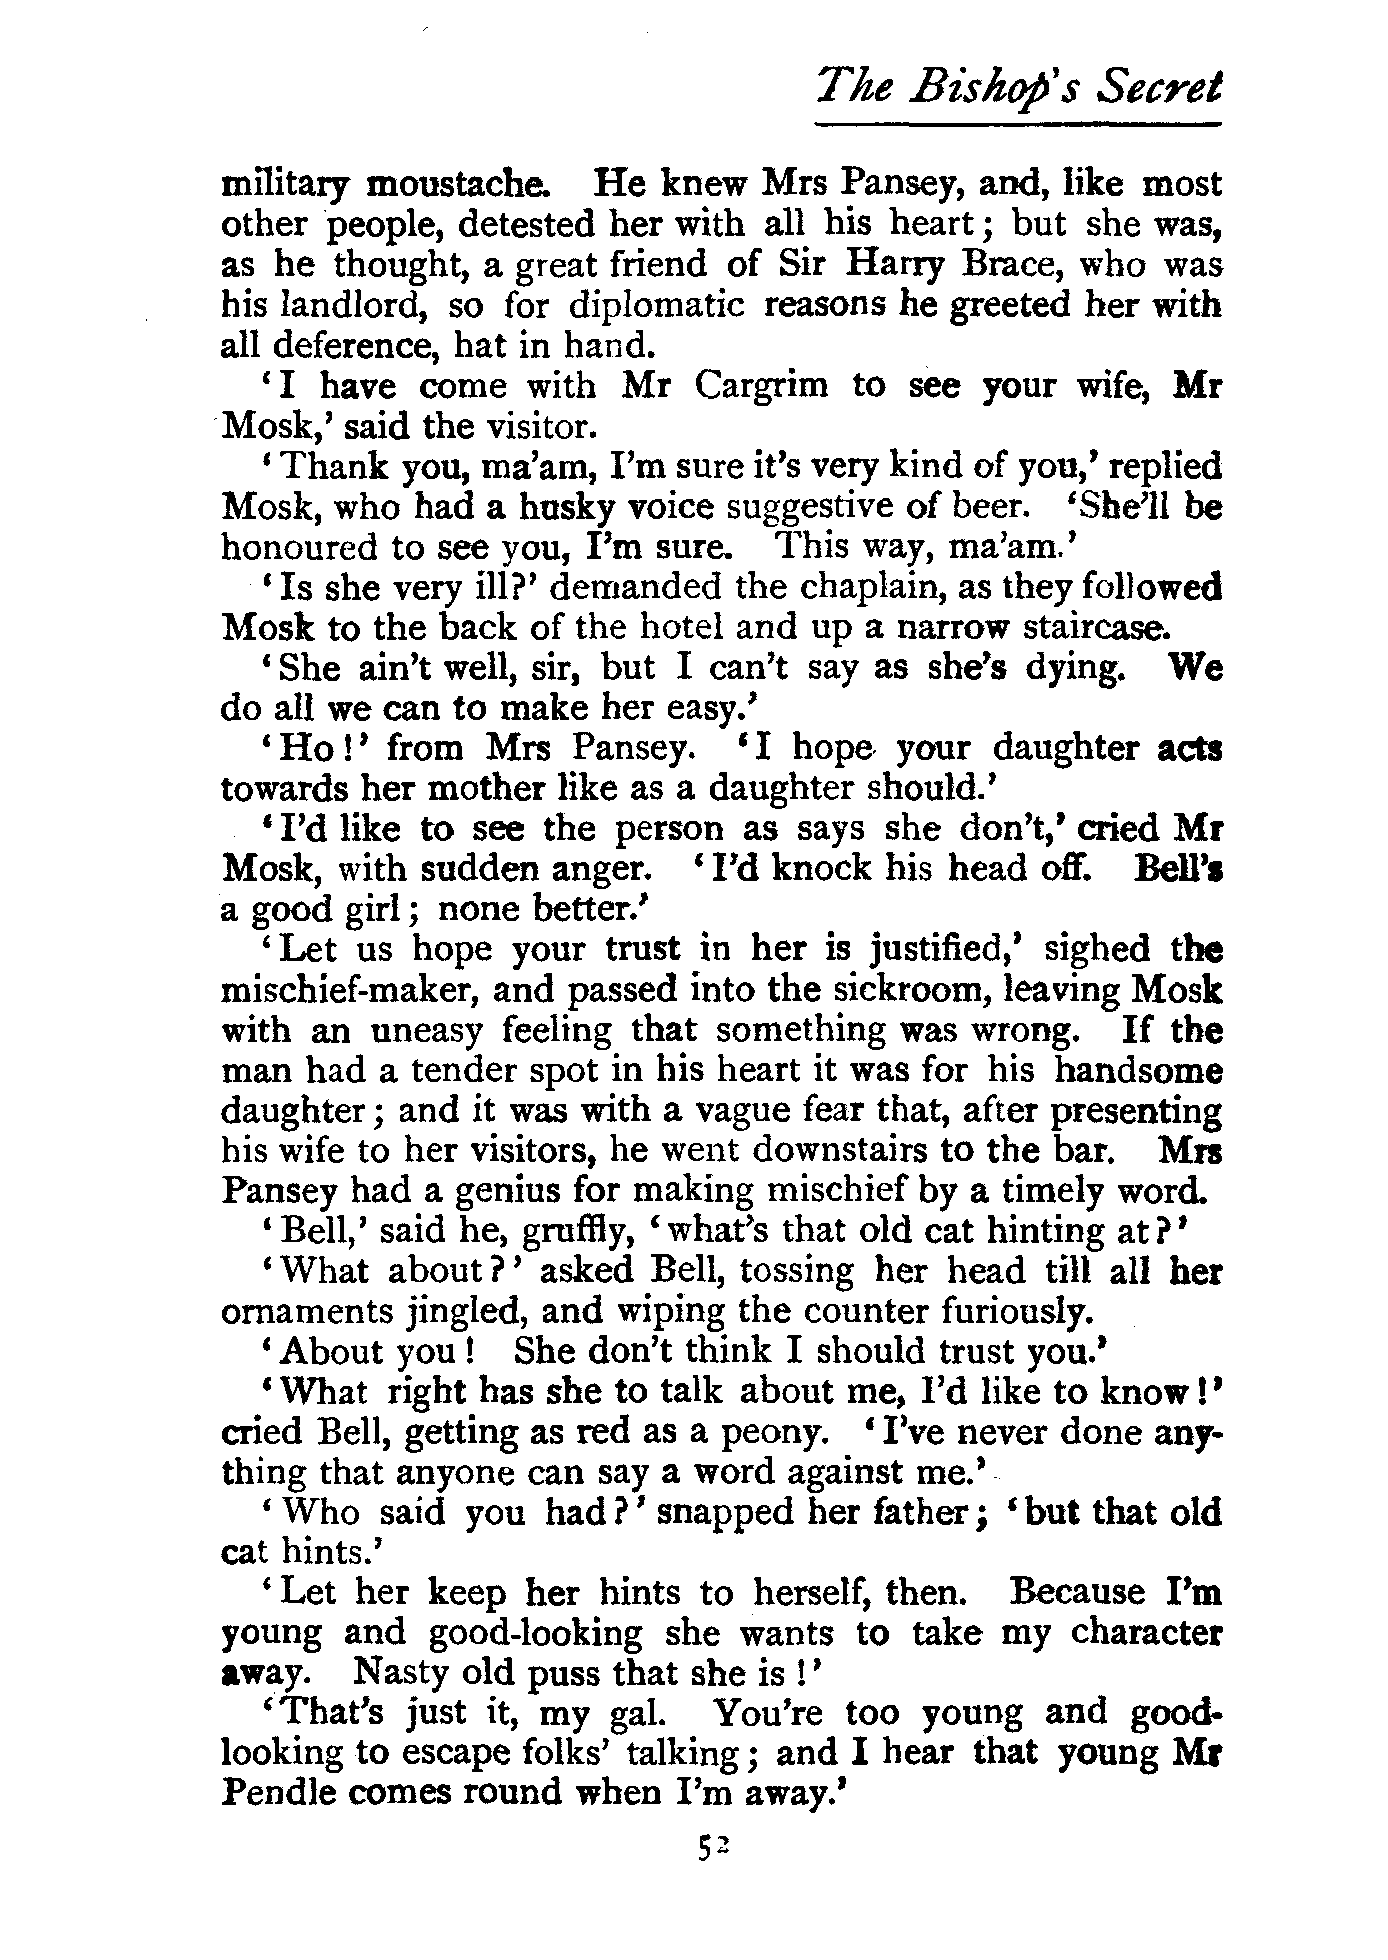 The Bishop's Secret
military moustache. He knew Mrs Pansey, and, like most
other people, detested her with all his heart; but she was,
as he thought, a great friend of Sir Harry Brace, who was
his landlord, so for diplomatic reasons he greeted her with
all deference, hat in hand.
‘I have come with Mr Cargrim to see your wife, Mr
Mosk,’ said the visitor.
‘Thank you, ma’am, I’m sure it’s very kind of you,’ replied
Mosk, who had a husky voice suggestive of beer. ‘She’ll be
honoured to see you, I’m sure. This way, ma’am.’
‘Is she very ill?’ demanded the chaplain, as they followed
Mosk to the back of the hotel and up a narrow staircase.
‘She ain’t well, sir, but I can’t say as she’s dying. We
do all we can to make her easy.’
‘Ho!’ from Mrs Pansey. ‘I hope your daughter acts
towards her mother like as a daughter should.’
‘I’d like to see the person as says she don’t,’ cried Mr
Mosk, with sudden anger. ‘I’d knock his head off. Bell’s
a good girl; none better.’
‘Let us hope your trust in her is justified,’ sighed the
mischief-maker, and passed into the sickroom, leaving Mosk
with an uneasy feeling that something was wrong. If the
man had a tender spot in his heart it was for his handsome
daughter; and it was with a vague fear that, after presenting
his wife to her visitors, he went downstairs to the bar. Mrs
Pansey had a genius for making mischief by a timely word.
‘Bell,’ said he, gruffly, ‘what’s that old cat hinting at?’
‘What about?’ asked Bell, tossing her head till all her
ornaments jingled, and wiping the counter furiously.
‘About you! She don’t think I should trust you.’
‘What right has she to talk about me, I’d like to know!’
cried Bell, getting as red as a peony. ‘I’ve never done any-
thing that anyone can say a word against me.’
‘Who said you had?’ snapped her father; ‘but that old
cat hints.’
‘Let her keep her hints to herself, then. Because I’m
young and good-looking she wants to take my character
away. Nasty old puss that she is!’
‘That’s just it, my gal. You’re too young and good-
looking to escape folks’ talking; and I hear that young Mr
Pendle comes round when I’m away.’
52